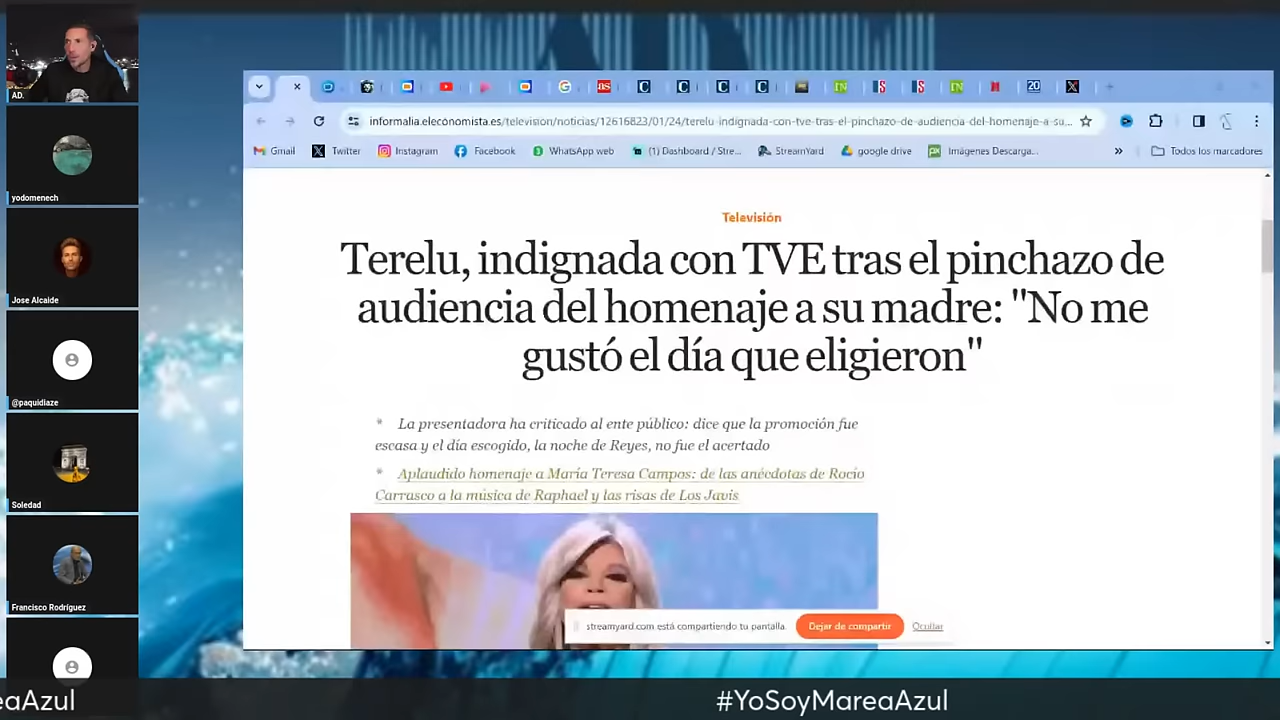 AD.
yodomenech
Jose Alcaide
@paquidiaze
Soledad
Francisco Rodríguez
20
informalia.eleconomista.es/television/noticias/12616823/01/24/terelu-indignada-con-tve-tras-el-pinchazo-de-audiencia-del-homenaje-a-su...
Gmail
Twitter
Instagram
Facebook
WhatsApp web
(1) Dashboard / Stre...
StreamYard
google drive
Imágenes Descarga...
»
Todos los marcadores
Televisión
Terelu, indignada con TVE tras el pinchazo de
audiencia del homenaje a su madre: "No me
gustó el día que eligieron"
* La presentadora ha criticado al ente público: dice que la promoción fue
escasa y el día escogido, la noche de Reyes, no fue el acertado
* Aplaudido homenaje a María Teresa Campos: de las anécdotas de Rocío
Carrasco a la música de Raphael y las risas de Los Javis
streamyard.com está compartiendo tu pantalla.
Dejar de compartir
Ocultar
eaAzul
#YoSoyMareaAzul